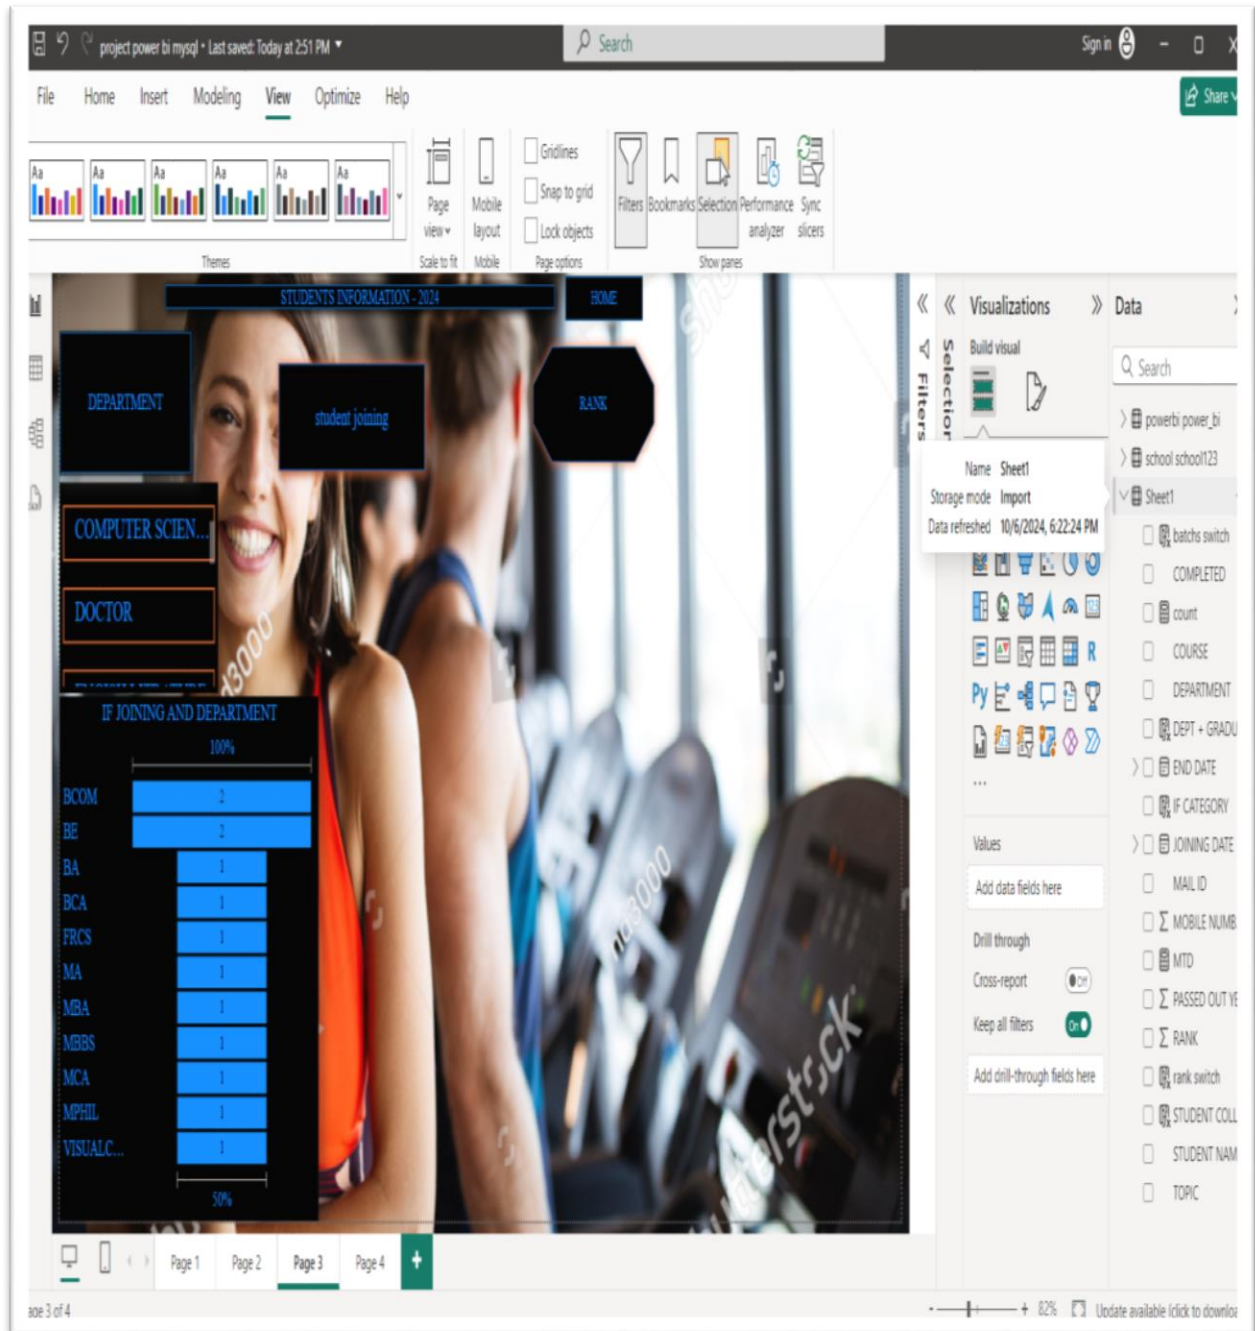 project power bi mysql • Last saved: Today at 2:51 PM
Search
Sign in
File Home Insert Modeling View Optimize Help
Share
Aa Aa Aa Aa Aa Aa
Page view
Mobile layout
Gridlines
Snap to grid
Lock objects
Filters Bookmarks Selection Performance analyzer Sync slicers
Themes Scale to fit Mobile Page options Show panes
STUDENTS INFORMATION - 2024
HOME
DEPARTMENT
student joining
RANK
COMPUTER SCIEN...
DOCTOR
IF JOINING AND DEPARTMENT
100%
BCOM 2
BE 2
BA 1
BCA 1
FRCS 1
MA 1
MBA 1
MBBS 1
MCA 1
MPHIL 1
VISUALC... 1
50%
shutterstock
Filters
Selection
Visualizations
Build visual
Name Sheet1
Storage mode Import
Data refreshed 10/6/2024, 6:22:24 PM
123
R
Py
...
Values
Add data fields here
Drill through
Cross-report Off
Keep all filters On
Add drill-through fields here
Data
Search
powerbi power_bi
school school123
Sheet1
batchs switch
COMPLETED
count
COURSE
DEPARTMENT
DEPT + GRADU
END DATE
IF CATEGORY
JOINING DATE
MAIL ID
MOBILE NUMB
MTD
PASSED OUT YE
RANK
rank switch
STUDENT COLL
STUDENT NAM
TOPIC
Page 1 Page 2 Page 3 Page 4 +
age 3 of 4
- + 82% Update available (click to downloa